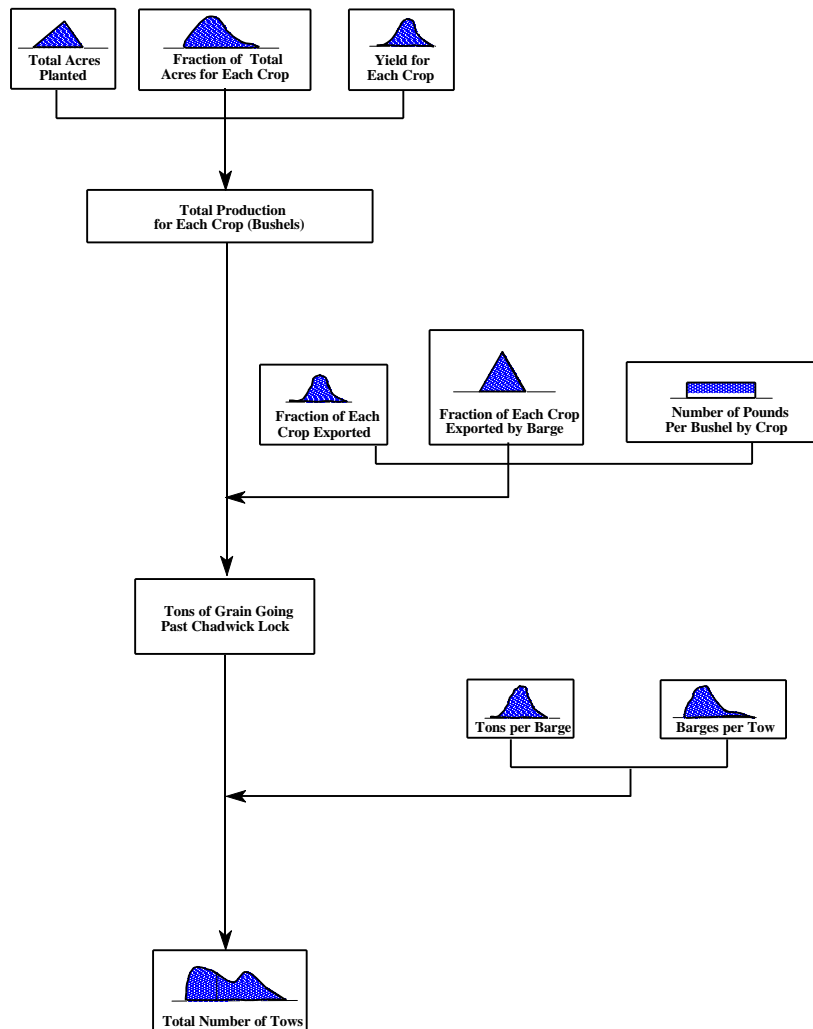 Total Acres
Planted
Fraction of Total
Acres for Each Crop
Yield for
Each Crop
Total Production
for Each Crop (Bushels)
Fraction of Each
Crop Exported
Fraction of Each Crop
Exported by Barge
Number of Pounds
Per Bushel by Crop
Tons of Grain Going
Past Chadwick Lock
Tons per Barge
Barges per Tow
Total Number of Tows